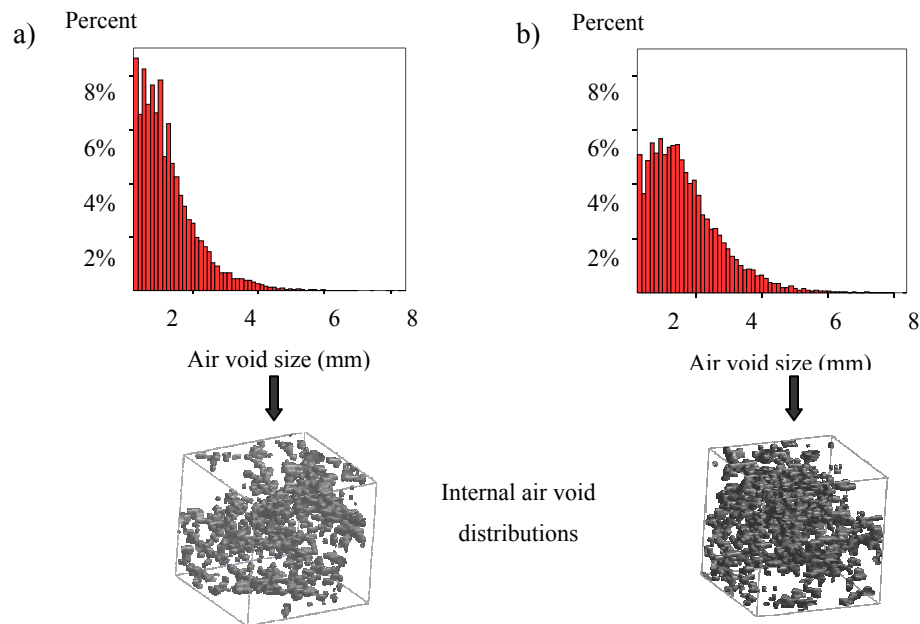 a)
Percent
8%
6%
4%
2%
2 4 6 8
Air void size (mm)
b)
Percent
8%
6%
4%
2%
2 4 6 8
Air void size (mm)
Internal air void
distributions